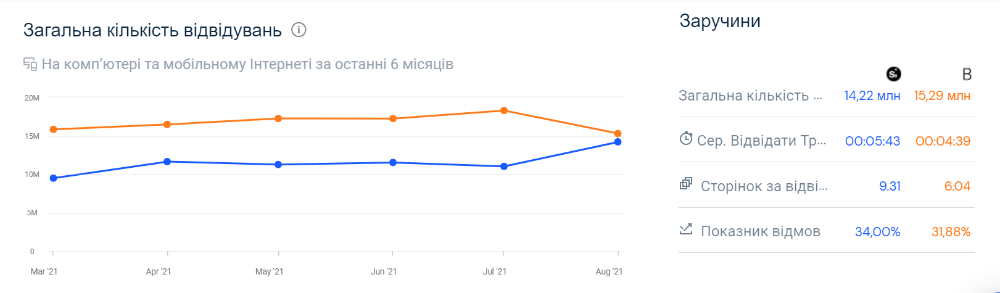 Загальна кількість відвідувань
На комп’ютері та мобільному Інтернеті за останні 6 місяців
20M
15M
10M
5M
0
Mar '21
Apr '21
May '21
Jun '21
Jul '21
Aug '21
Заручини
Si B
Загальна кількість ... 14,22 млн 15,29 млн
Сер. Відвідати Тр... 00:05:43 00:04:39
Сторінок за відві... 9.31 6.04
Показник відмов 34,00% 31,88%